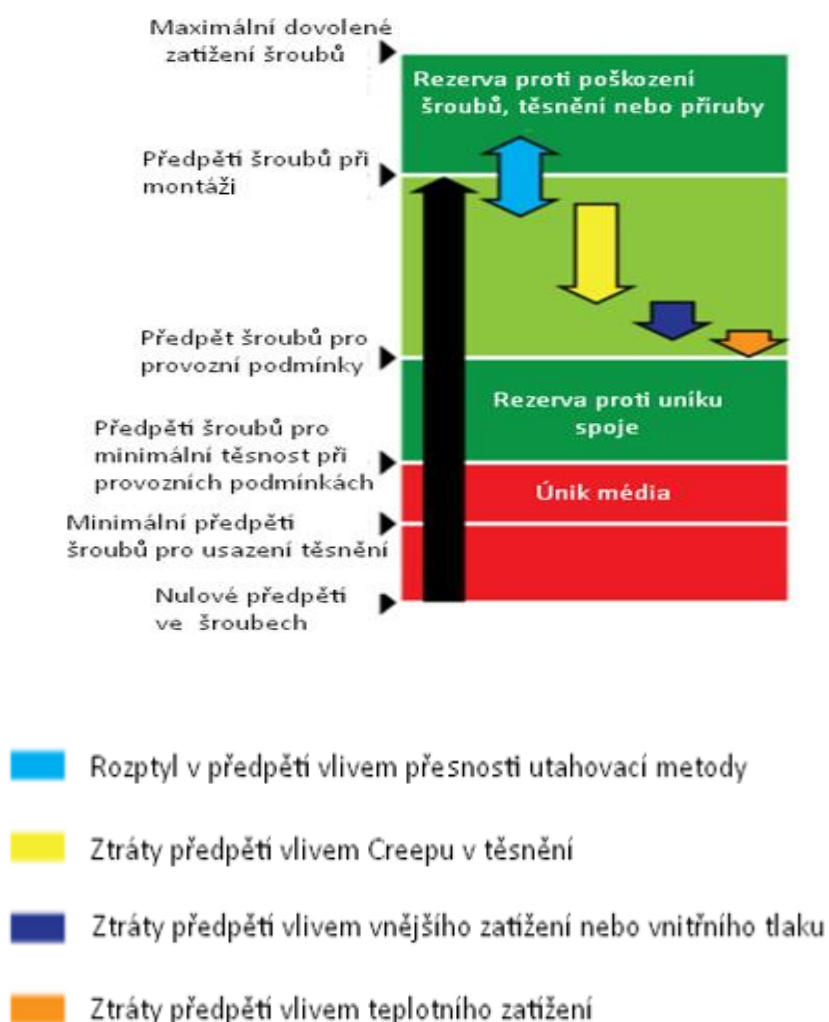 Maximální dovolené
zatížení šroubů
Rezerva proti poškození
šroubů, těsnění nebo příruby
Předpětí šroubů při
montáži
Předpět šroubů pro
provozní podmínky
Rezerva proti uníku
spoje
Předpětí šroubů pro
minimální těsnost při
provozních podmínkách
Únik média
Minimální předpětí
šroubů pro usazení těsnění
Nulové předpětí
ve šroubech
Rozptyl v předpětí vlivem přesnosti utahovací metody
Ztráty předpětí vlivem Creepu v těsnění
Ztráty předpětí vlivem vnějšího zatížení nebo vnitřního tlaku
Ztráty předpětí vlivem teplotního zatížení